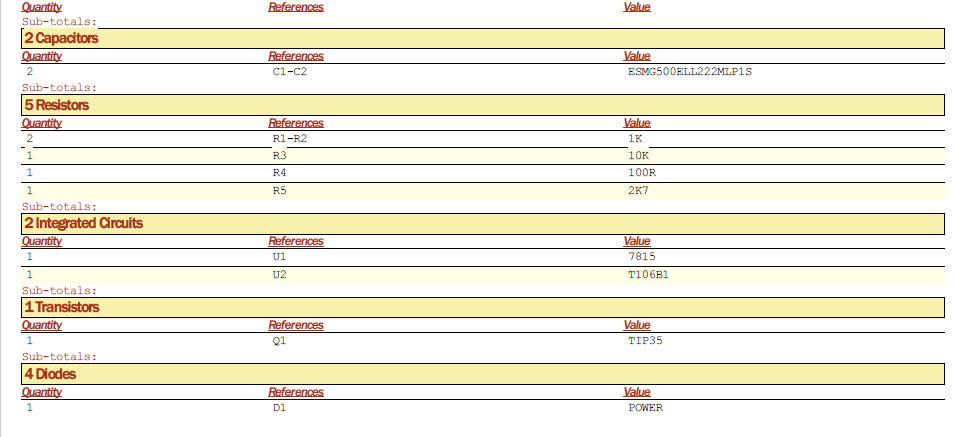 Quantity References Value
Sub-totals:
2 Capacitors
Quantity References Value
2 C1-C2 ESMG500ELL222MLP1S
Sub-totals:
5 Resistors
Quantity References Value
2 R1-R2 1K
1 R3 10K
1 R4 100R
1 R5 2K7
Sub-totals:
2 Integrated Circuits
Quantity References Value
1 U1 7815
1 U2 T106B1
Sub-totals:
1 Transistors
Quantity References Value
1 Q1 TIP35
Sub-totals:
4 Diodes
Quantity References Value
1 D1 POWER